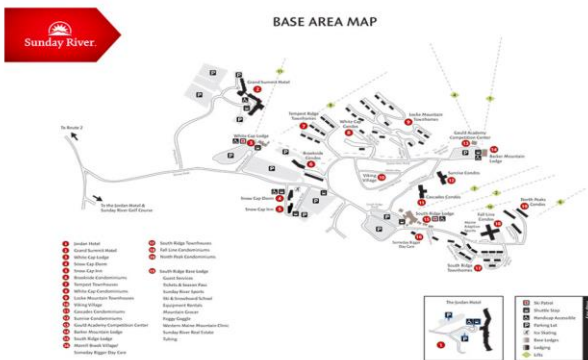 BASE AREA MAP
Sunday River.
Grand Summit Hotel
To Route 2
Tempest Ridge
Townhomes
White Cap
Condos
Locke Mountain
Townhomes
Gould Academy
Competition Center
Barker Mountain
Lodge
White Cap Lodge
Brookside
Condos
Viking
Village
Sunrise Condos
Cascades Condos
North Peaks
Condos
Fall Line
Condos
To the Jordan Hotel &
Sunday River Golf Course
Snow Cap Dorm
Snow Cap Inn
South Ridge Lodge
Someday Bigger
Day Care
South Ridge
Townhomes
Jordan Hotel
Grand Summit Hotel
White Cap Lodge
Snow Cap Dorm
Snow Cap Inn
Brookside Condominiums
Tempest Townhouses
White Cap Condominiums
Locke Mountain Townhouses
Viking Village
Cascades Condominiums
Sunrise Condominiums
Gould Academy Competition Center
Barker Mountain Lodge
South Ridge Lodge
Merrill Brook Village/
Someday Bigger Day Care
South Ridge Townhouses
Fall Line Condominiums
North Peak Condominiums
South Ridge Base Lodge
Guest Services
Tickets & Season Pass
Sunday River Sports
Ski & Snowboard School
Equipment Rentals
Mountain Grocer
Foggy Goggle
Western Maine Mountain Clinic
Sunday River Real Estate
Tubing
The Jordan Hotel
Ski Patrol
Shuttle Stop
Handicap Accessible
Parking Lot
Ice Skating
Base Lodges
Lodging
Lifts